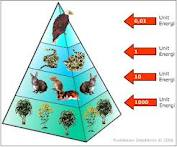 0,01 Unit
Energi
1 Unit
Energi
10 Unit
Energi
1000 Unit
Energi